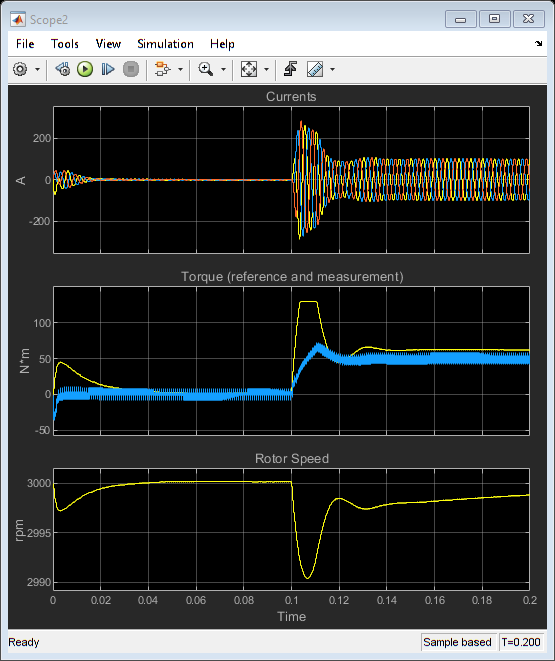 Scope2
File Tools View Simulation Help
Currents
200
0
-200
A
Torque (reference and measurement)
100
50
0
-50
N*m
Rotor Speed
3000
2995
2990
rpm
0 0.02 0.04 0.06 0.08 0.1 0.12 0.14 0.16 0.18 0.2
Time
Ready Sample based T=0.200